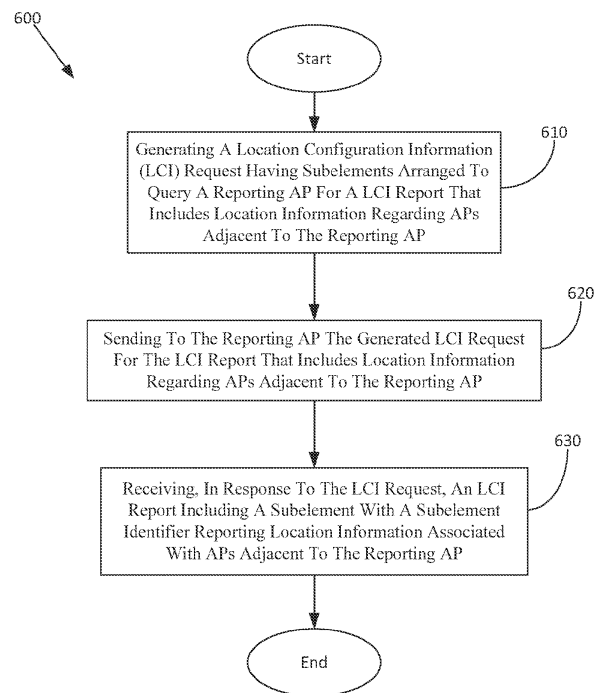 600
Start
610
Generating A Location Configuration Information
(LCI) Request Having Subelements Arranged To
Query A Reporting AP For A LCI Report That
Includes Location Information Regarding APs
Adjacent To The Reporting AP
620
Sending To The Reporting AP The Generated LCI Request
For The LCI Report That Includes Location Information
Regarding APs Adjacent To The Reporting AP
630
Receiving, In Response To The LCI Request, An LCI
Report Including A Subelement With A Subelement
Identifier Reporting Location Information Associated
With APs Adjacent To The Reporting AP
End